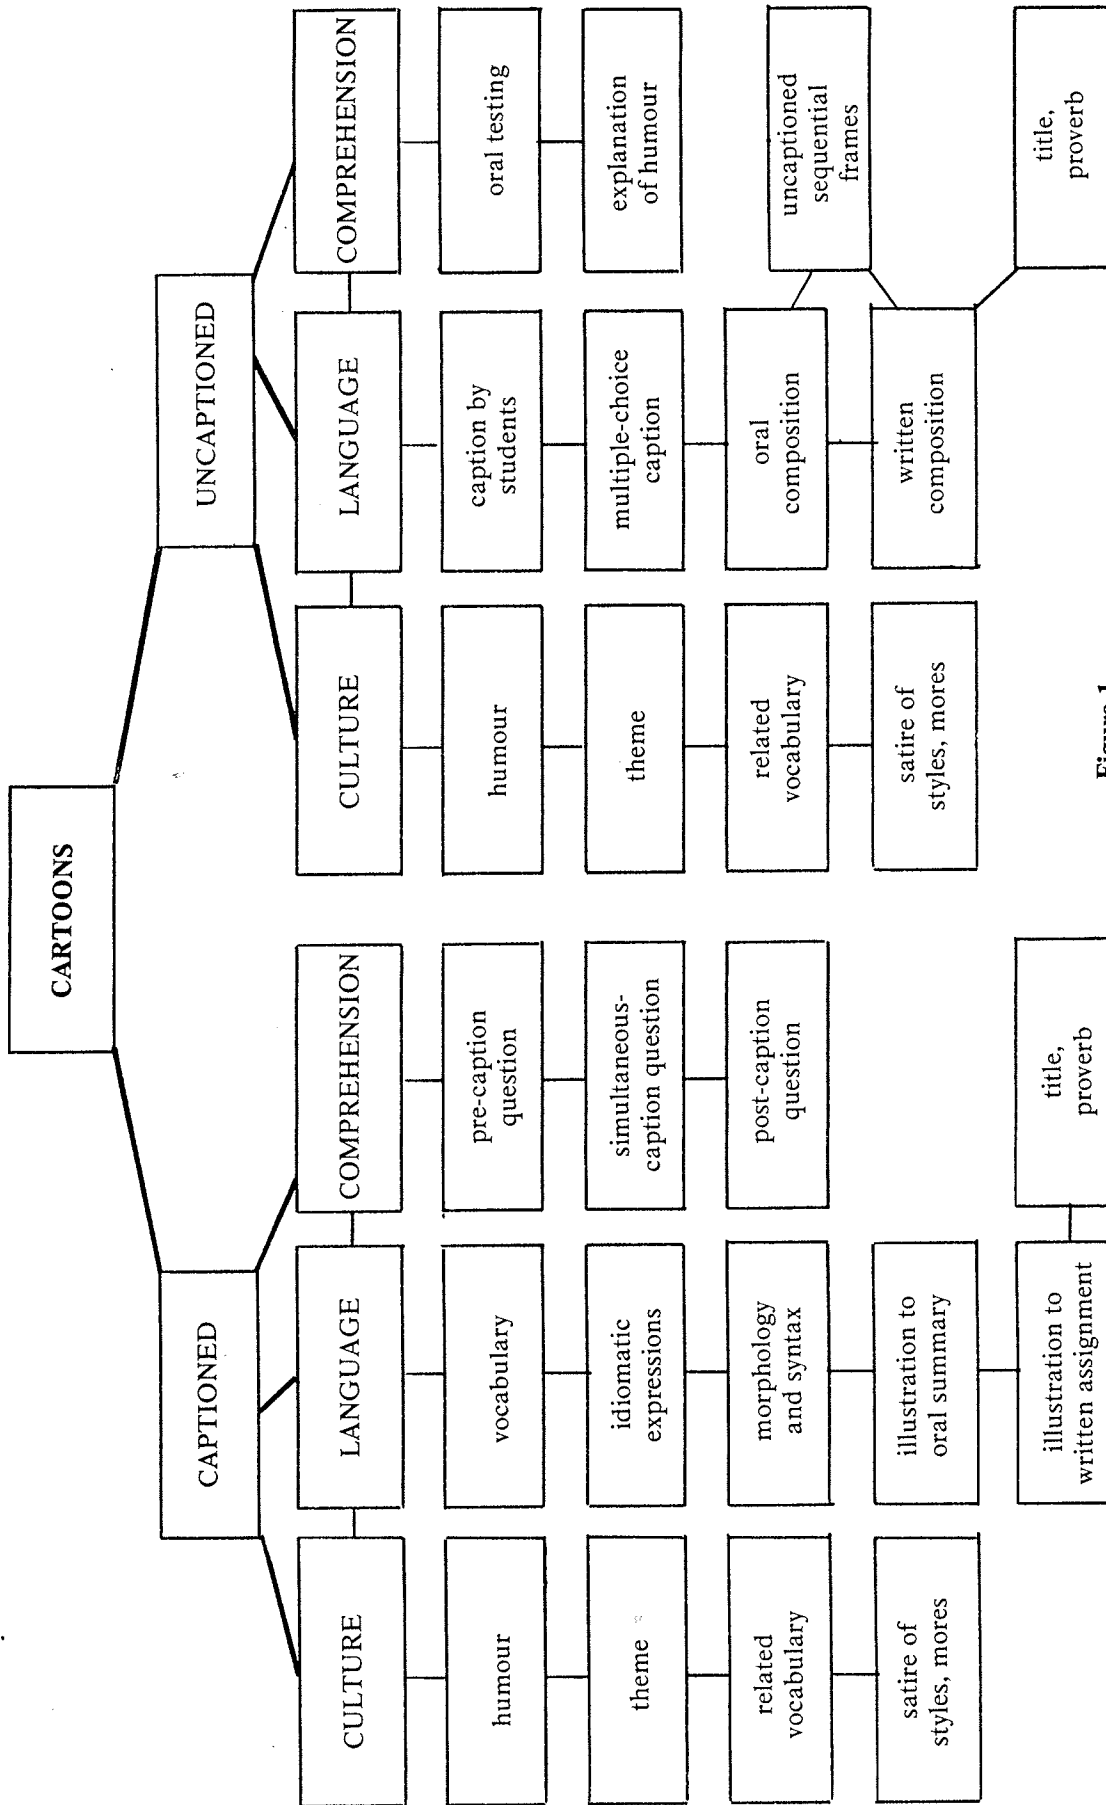 CARTOONS
CAPTIONED
UNCAPTIONED
CULTURE
LANGUAGE
COMPREHENSION
CULTURE
LANGUAGE
COMPREHENSION
humour
vocabulary
pre-caption
question
humour
caption by
students
oral testing
theme
idiomatic
expressions
simultaneous-
caption question
theme
multiple-choice
caption
explanation
of humour
related
vocabulary
morphology
and syntax
post-caption
question
related
vocabulary
oral
composition
uncaptioned
sequential
frames
satire of
styles, mores
illustration to
oral summary
satire of
styles, mores
written
composition
illustration to
written assignment
title,
proverb
title,
proverb
Figure 1